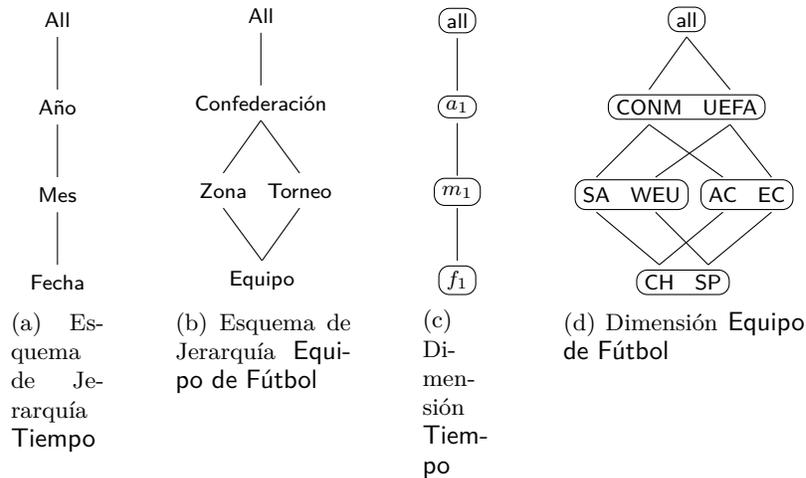 All
Año
Mes
Fecha
(a) Es-
quema
de Je-
rarquía
Tiempo
All
Confederación
Zona Torneo
Equipo
(b) Esquema de
Jerarquía Equi-
po de Fútbol
all
a₁
m₁
f₁
(c)
Di-
men-
sión
Tiem-
po
all
CONM UEFA
SA WEU AC EC
CH SP
(d) Dimensión Equipo
de Fútbol